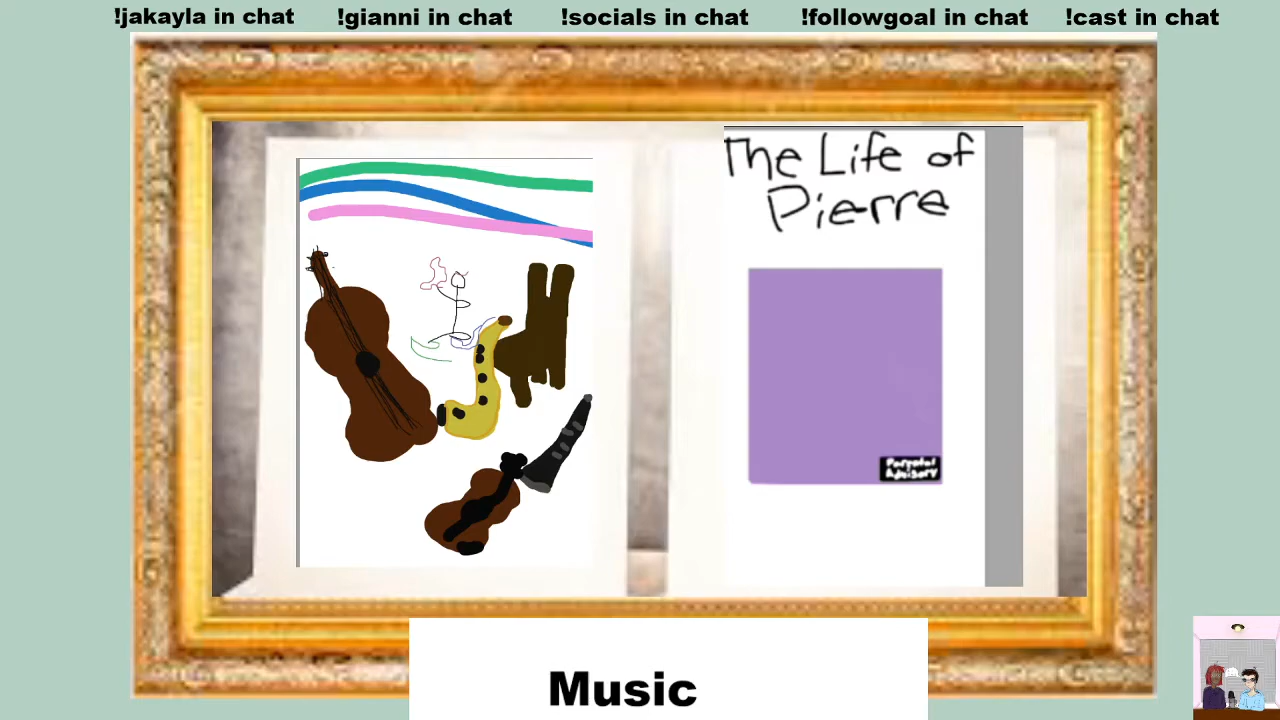 !jakayla in chat
!gianni in chat
!socials in chat
!followgoal in chat
!cast in chat
The Life of
Pierre
Advisory
Music